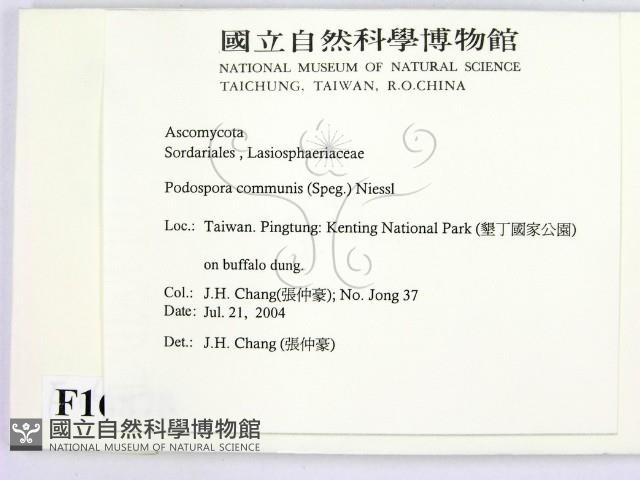 國立自然科學博物館
NATIONAL MUSEUM OF NATURAL SCIENCE
TAICHUNG, TAIWAN, R.O.CHINA
Ascomycota
Sordariales , Lasiosphaeriaceae
Podospora communis (Speg.) Niessl
Loc.: Taiwan. Pingtung: Kenting National Park (墾丁國家公園)
on buffalo dung.
Col.: J.H. Chang(張仲豪); No. Jong 37
Date: Jul. 21, 2004
Det.: J.H. Chang (張仲豪)
國立自然科學博物館
NATIONAL MUSEUM OF NATURAL SCIENCE